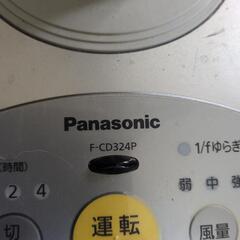 Panasonic
F-CD324P
1/fゆらぎ
時間)
2 4
弱 中 強
切
運転
風量